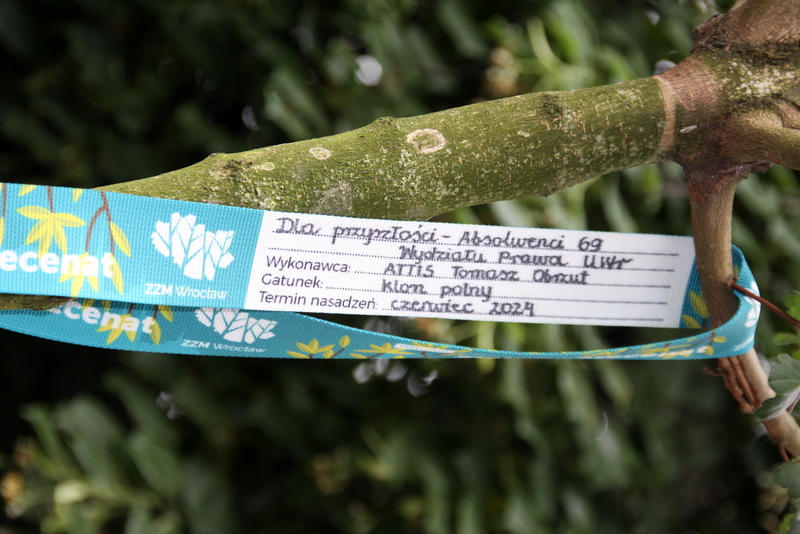 ecenat
ZZM Wrocław
Dla przyszłości - Absolwenci 69
Wydziału Prawa UWr
Wykonawca: ATTIS Tomasz Obrzut
Gatunek: klon polny
Termin nasadzeń: czerwiec 2024
ecenat
ZZM Wrocław